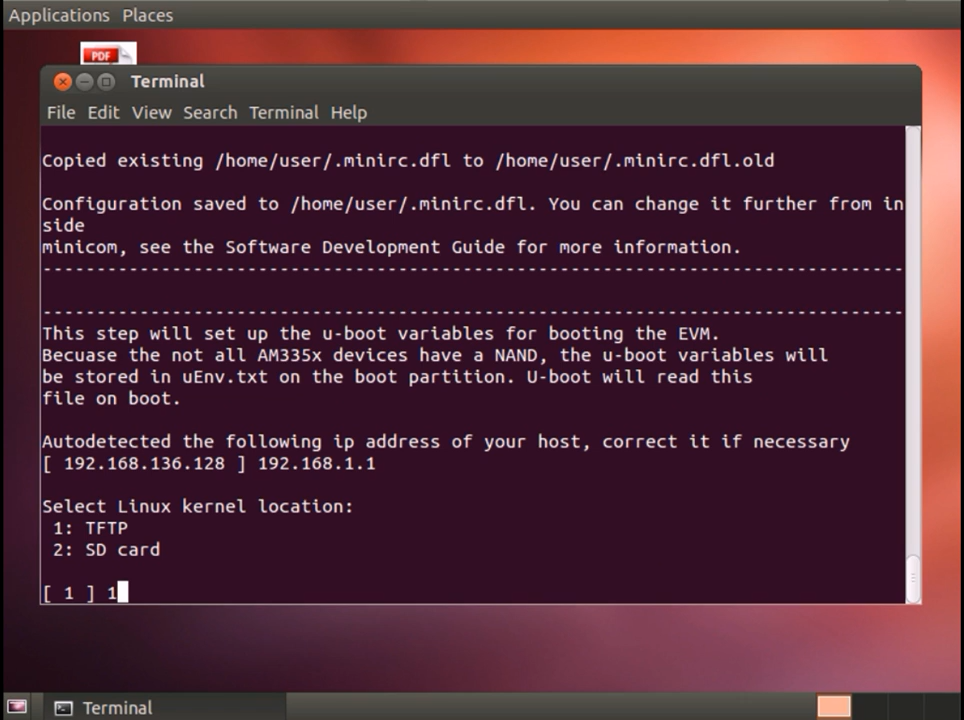 Applications Places
PDF
Terminal
File Edit View Search Terminal Help
Copied existing /home/user/.minirc.dfl to /home/user/.minirc.dfl.old
Configuration saved to /home/user/.minirc.dfl. You can change it further from in
side
minicom, see the Software Development Guide for more information.
--------------------------------------------------------------------------------
--------------------------------------------------------------------------------
This step will set up the u-boot variables for booting the EVM.
Becuase the not all AM335x devices have a NAND, the u-boot variables will
be stored in uEnv.txt on the boot partition. U-boot will read this
file on boot.
Autodetected the following ip address of your host, correct it if necessary
[ 192.168.136.128 ] 192.168.1.1
Select Linux kernel location:
1: TFTP
2: SD card
[ 1 ] 1
Terminal